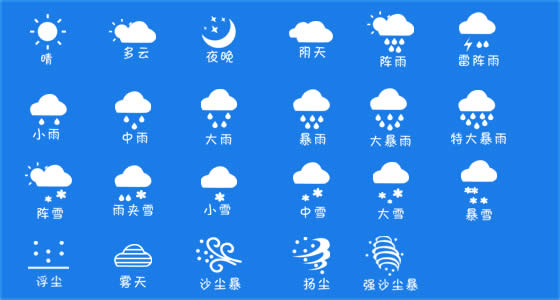 晴 多云 夜晚 阴天 阵雨 雷阵雨
小雨 中雨 大雨 暴雨 大暴雨 特大暴雨
阵雪 雨夹雪 小雪 中雪 大雪 暴雪
浮尘 雾天 沙尘暴 扬尘 强沙尘暴